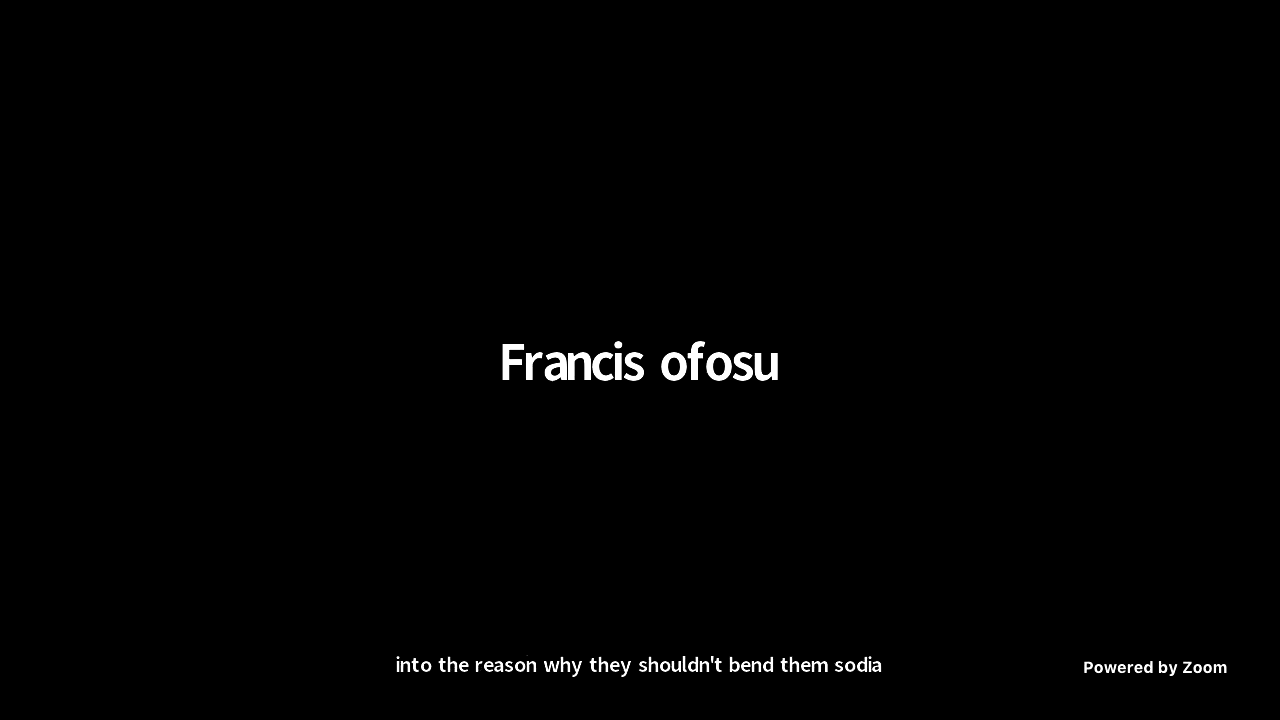 Francis ofosu
into the reason why they shouldn't bend them sodia
Powered by Zoom